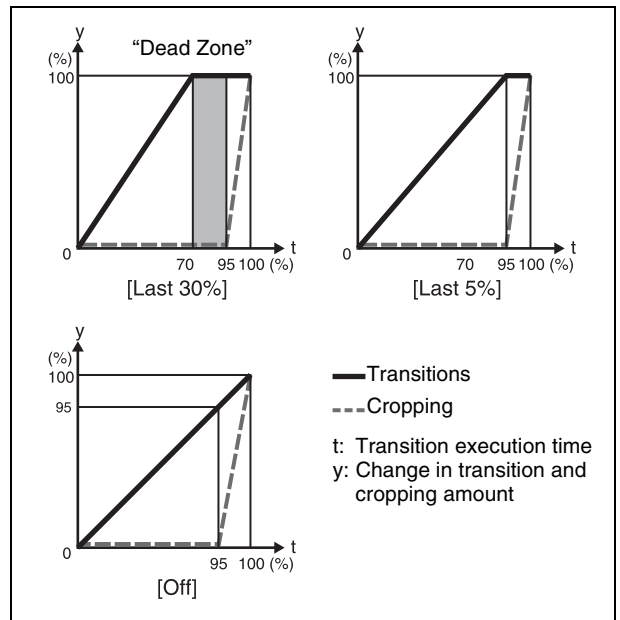 y
(%)
"Dead Zone"
100
0
70 95 100 (%)
t
[Last 30%]
y
(%)
100
0
70 95 100 (%)
t
[Last 5%]
y
(%)
100
95
0
95 100 (%)
t
[Off]
Transitions
Cropping
t: Transition execution time
y: Change in transition and
cropping amount